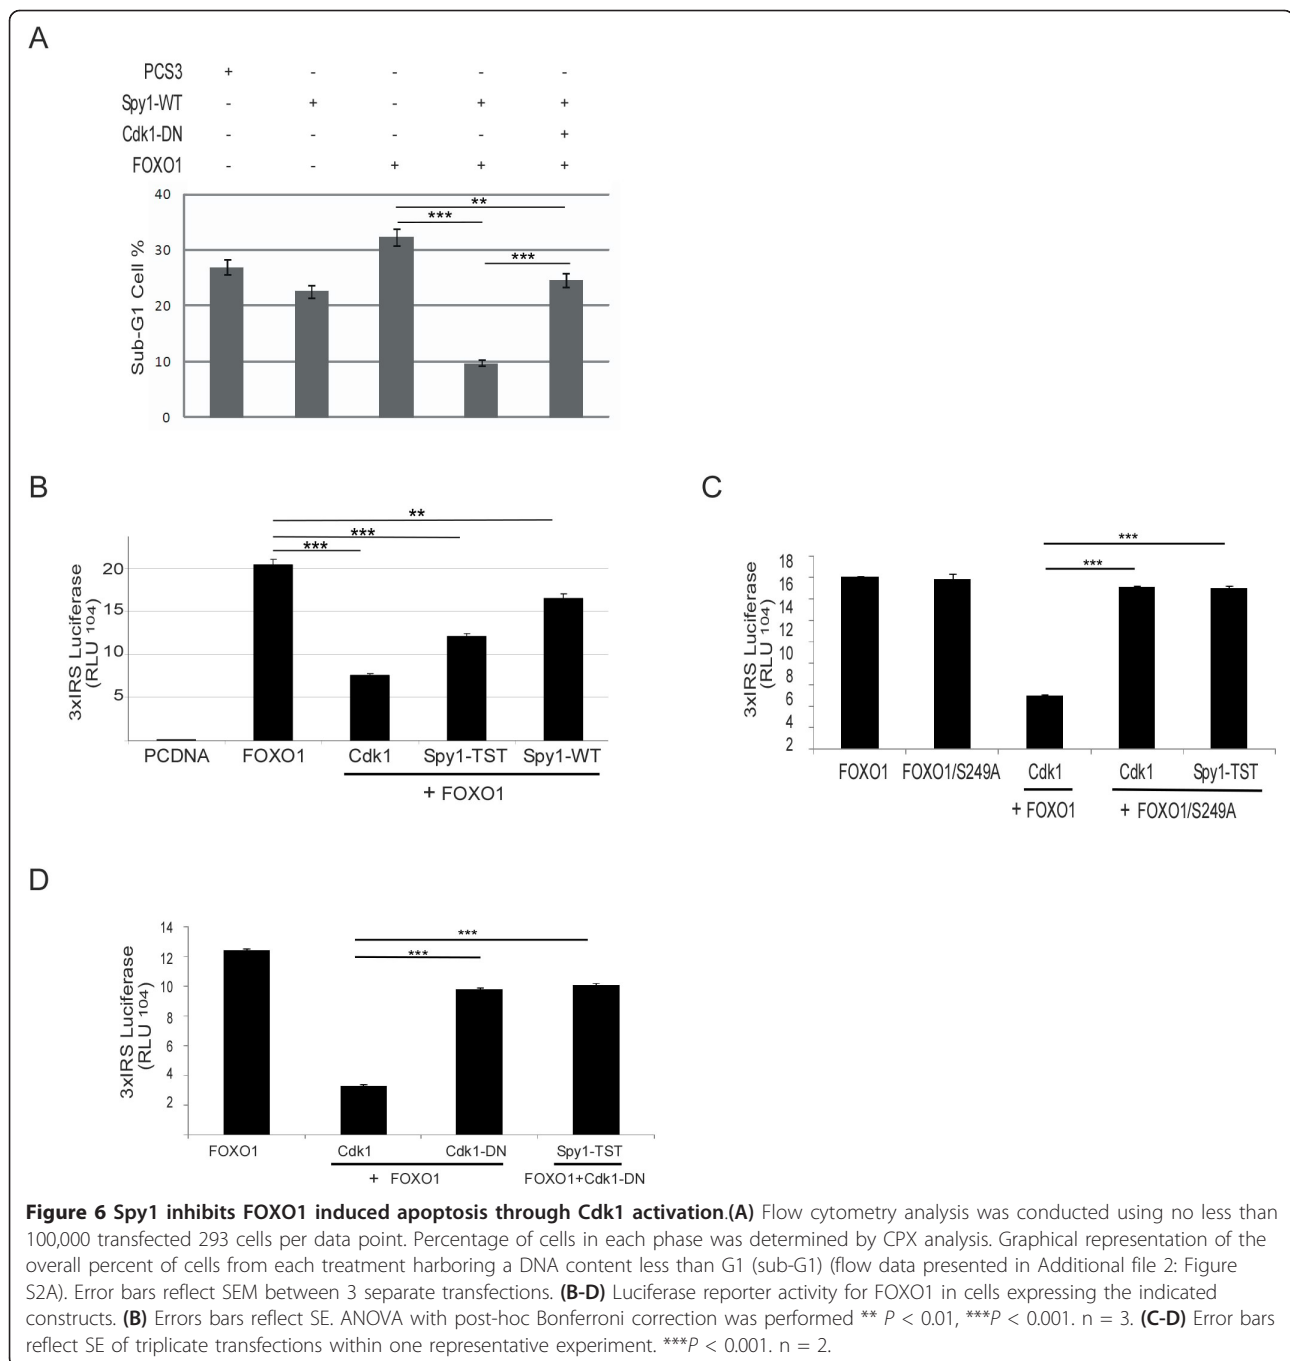 A
PCS3 + - - - -
Spy1-WT - + - + +
Cdk1-DN - - - - +
FOXO1 - - + + +
Sub-G1 Cell %
40
30
20
10
0
**
***
***
B
3xIRS Luciferase
(RLU 104)
20
15
10
5
**
***
***
PCDNA FOXO1 Cdk1 Spy1-TST Spy1-WT
+ FOXO1
C
3xIRS Luciferase
(RLU 104)
18
16
14
12
10
8
6
4
2
***
***
FOXO1 FOXO1/S249A Cdk1 Cdk1 Spy1-TST
+ FOXO1 + FOXO1/S249A
D
3xIRS Luciferase
(RLU 104)
14
12
10
8
6
4
2
***
***
FOXO1 Cdk1 Cdk1-DN Spy1-TST
+ FOXO1 FOXO1+Cdk1-DN
Figure 6 Spy1 inhibits FOXO1 induced apoptosis through Cdk1 activation.(A) Flow cytometry analysis was conducted using no less than
100,000 transfected 293 cells per data point. Percentage of cells in each phase was determined by CPX analysis. Graphical representation of the
overall percent of cells from each treatment harboring a DNA content less than G1 (sub-G1) (flow data presented in Additional file 2: Figure
S2A). Error bars reflect SEM between 3 separate transfections. (B-D) Luciferase reporter activity for FOXO1 in cells expressing the indicated
constructs. (B) Errors bars reflect SE. ANOVA with post-hoc Bonferroni correction was performed ** P < 0.01, ***P < 0.001. n = 3. (C-D) Error bars
reflect SE of triplicate transfections within one representative experiment. ***P < 0.001. n = 2.